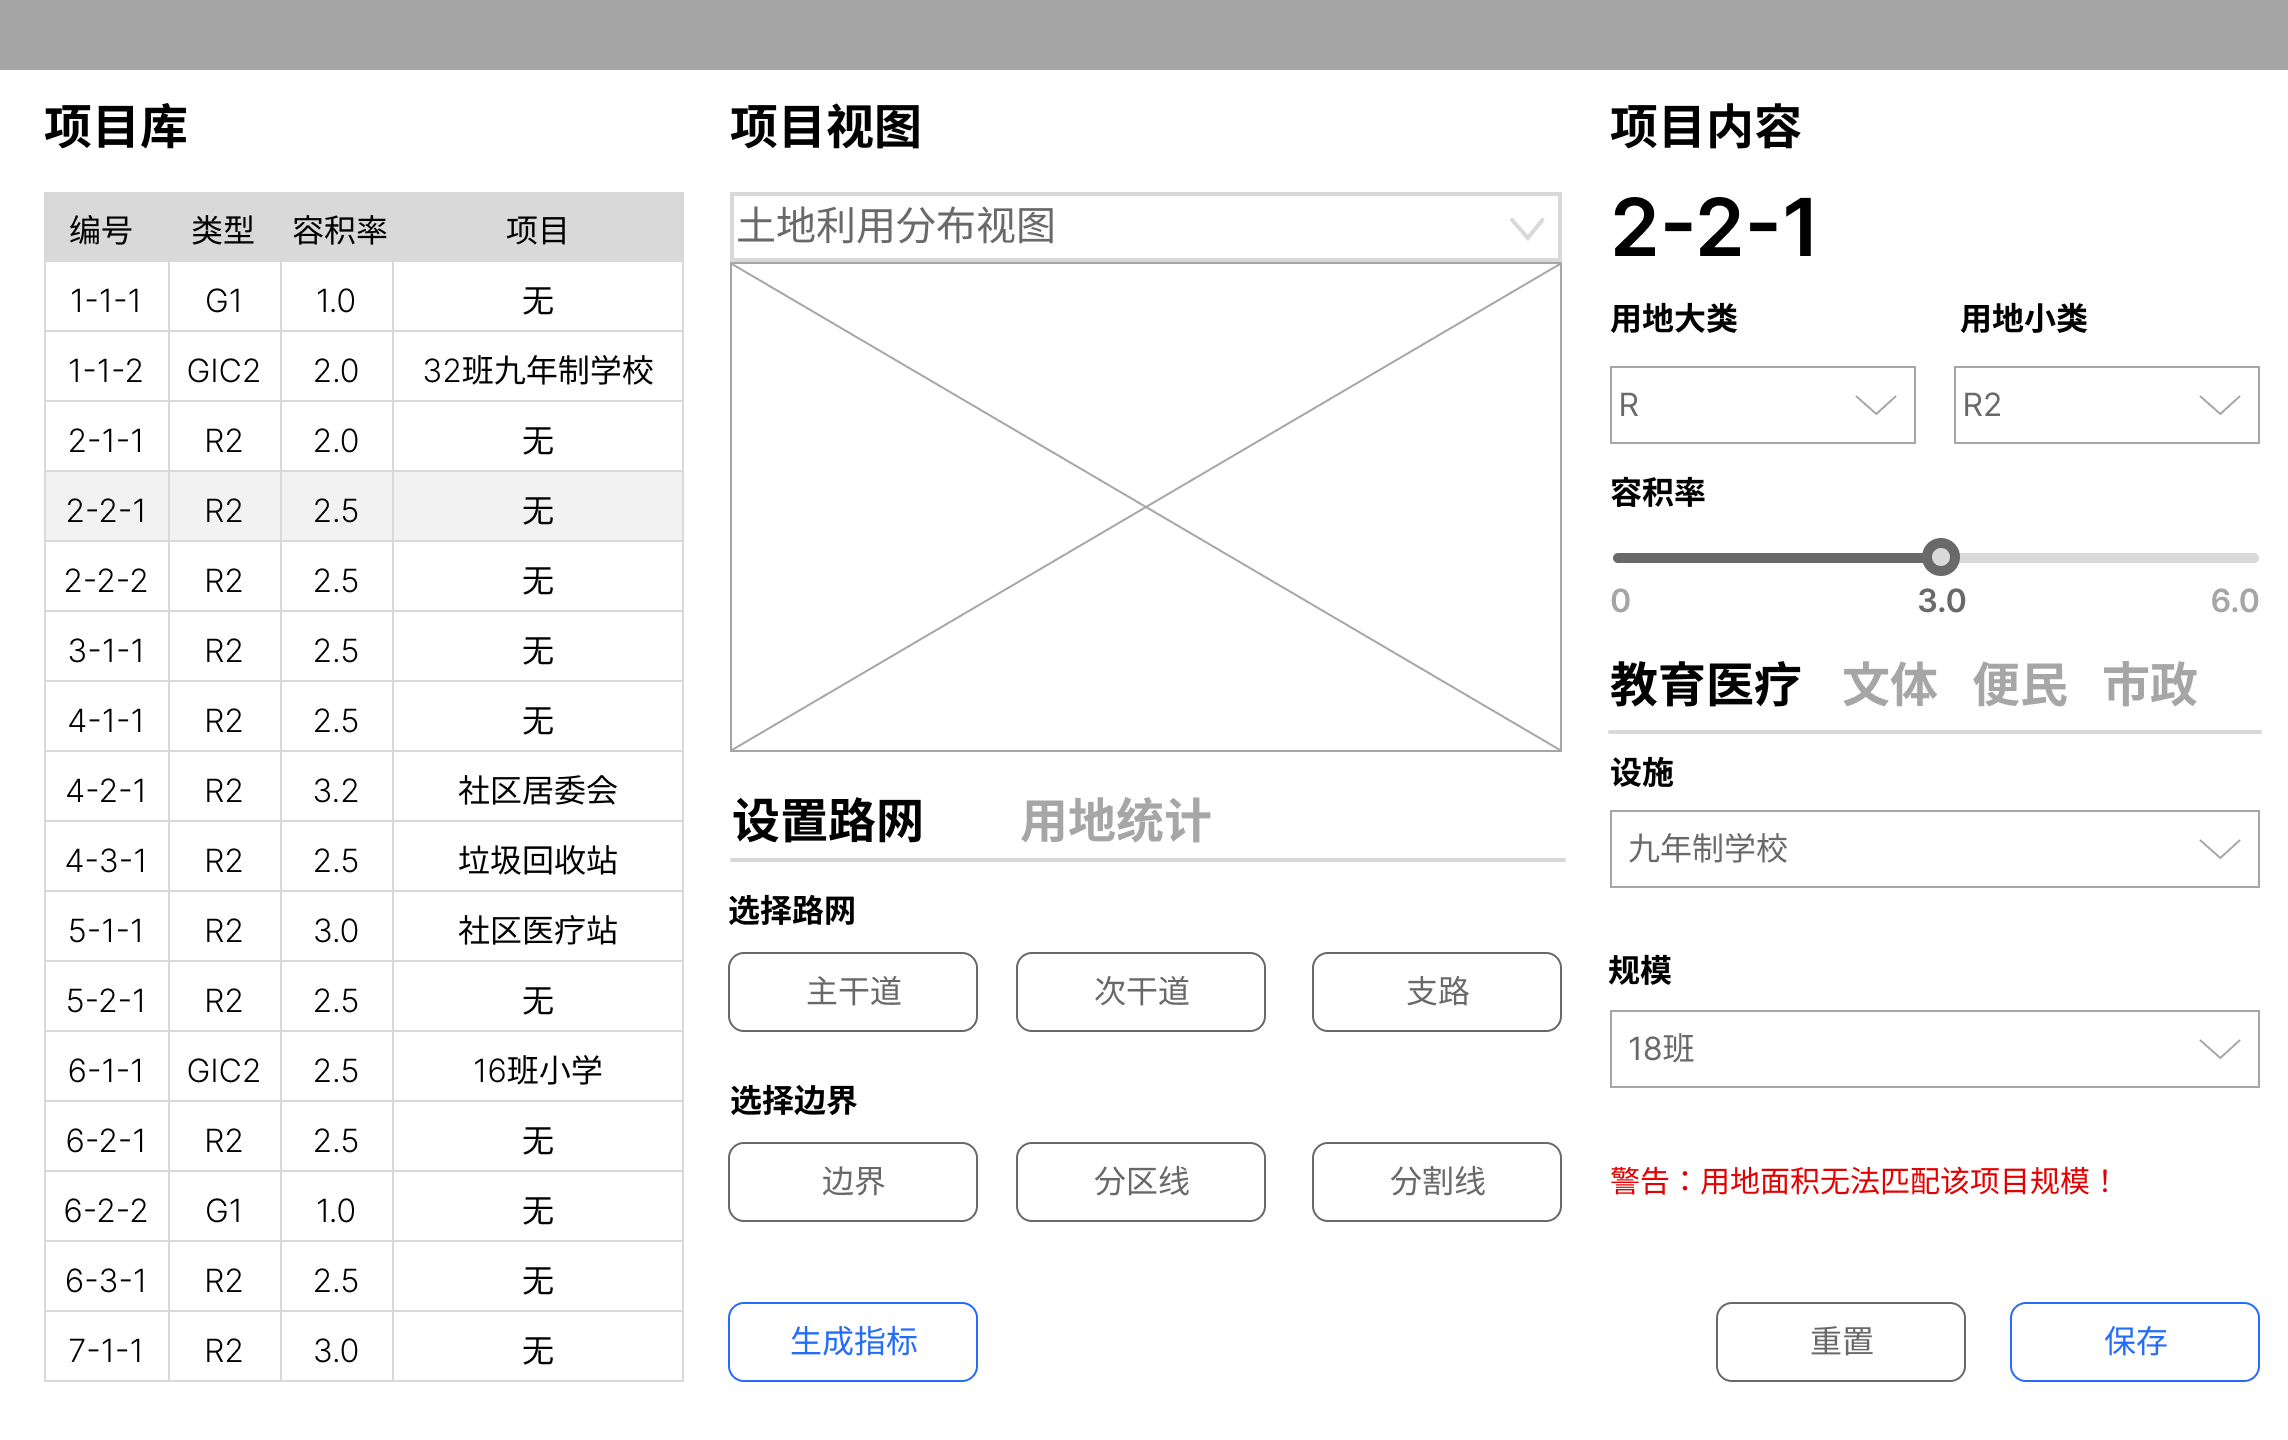 项目库
编号 类型 容积率 项目
1-1-1 G1 1.0 无
1-1-2 GIC2 2.0 32班九年制学校
2-1-1 R2 2.0 无
2-2-1 R2 2.5 无
2-2-2 R2 2.5 无
3-1-1 R2 2.5 无
4-1-1 R2 2.5 无
4-2-1 R2 3.2 社区居委会
4-3-1 R2 2.5 垃圾回收站
5-1-1 R2 3.0 社区医疗站
5-2-1 R2 2.5 无
6-1-1 GIC2 2.5 16班小学
6-2-1 R2 2.5 无
6-2-2 G1 1.0 无
6-3-1 R2 2.5 无
7-1-1 R2 3.0 无
项目视图
土地利用分布视图
设置路网 用地统计
选择路网
主干道 次干道 支路
选择边界
边界 分区线 分割线
生成指标
项目内容
2-2-1
用地大类 用地小类
R R2
容积率
0 3.0 6.0
教育医疗 文体 便民 市政
设施
九年制学校
规模
18班
警告：用地面积无法匹配该项目规模！
重置 保存